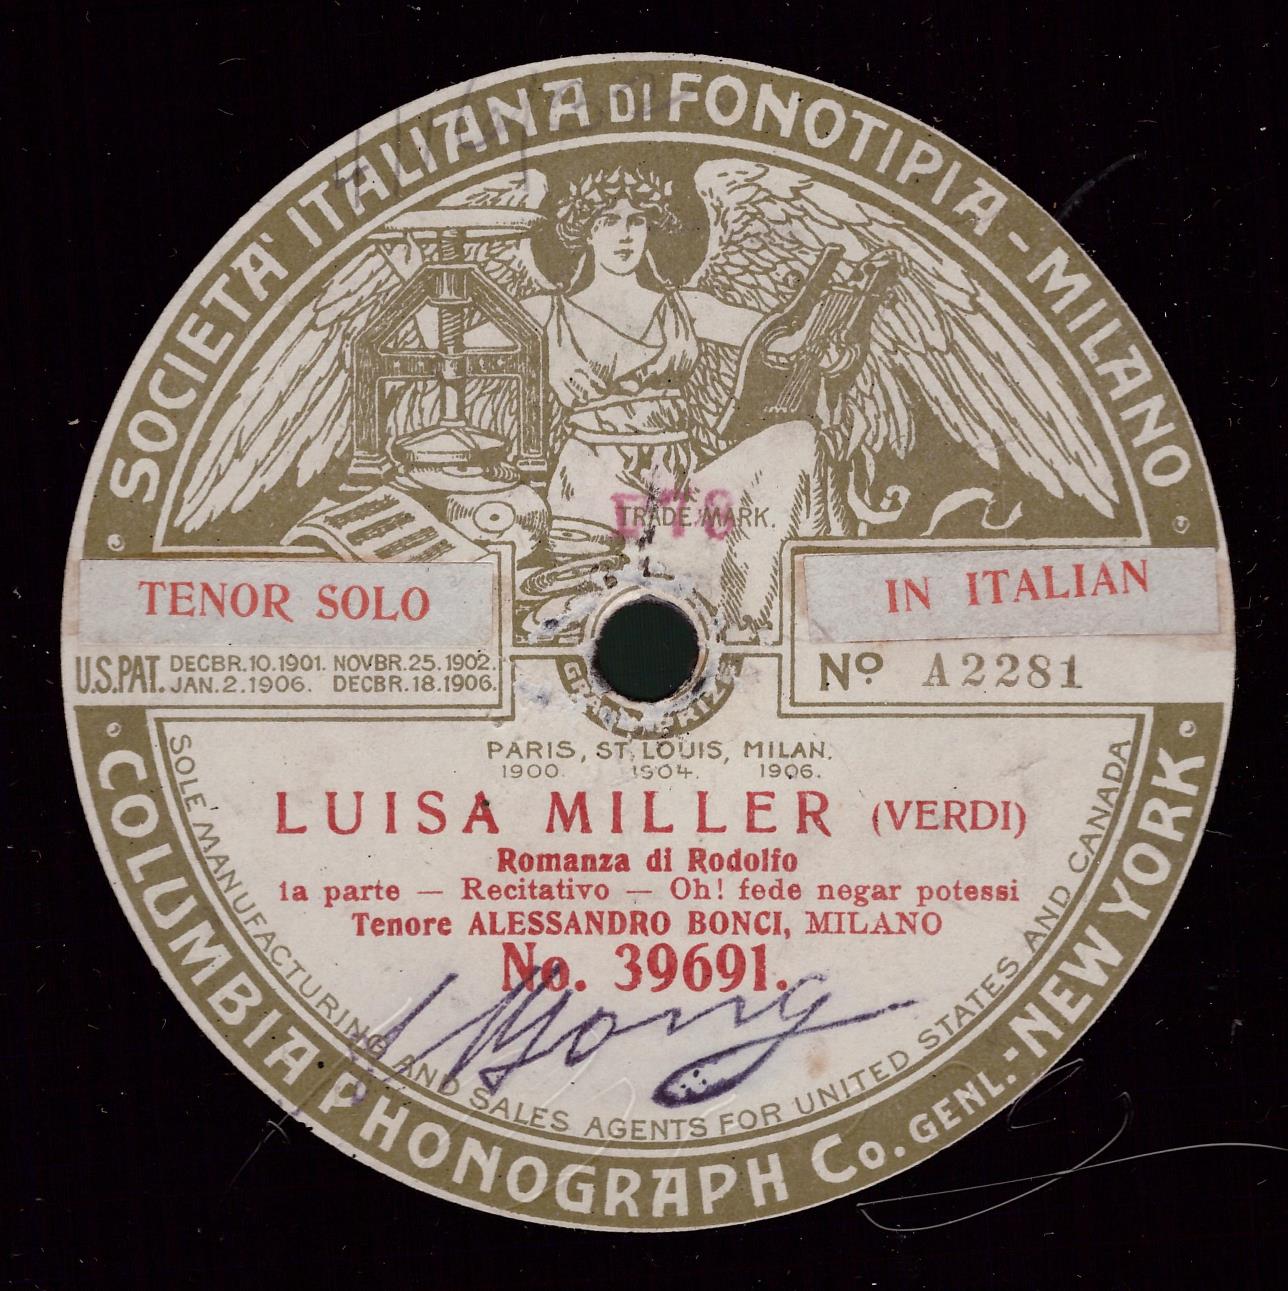 SOCIETA' ITALIANA DI FONOTIPIA - MILANO
TRADE MARK.
TENOR SOLO
IN ITALIAN
U.S.PAT. DECBR.10.1901. NOVBR.25.1902.
JAN.2.1906. DECBR.18.1906.
No A2281
GRAND PRIZE
PARIS, ST. LOUIS, MILAN.
1900. 1904. 1906.
LUISA MILLER (VERDI)
Romanza di Rodolfo
1a parte — Recitativo — Oh! fede negar potessi
Tenore ALESSANDRO BONCI, MILANO
No. 39691.
SOLE MANUFACTURING AND SALES AGENTS FOR UNITED STATES AND CANADA
COLUMBIA PHONOGRAPH Co. GENL. - NEW YORK